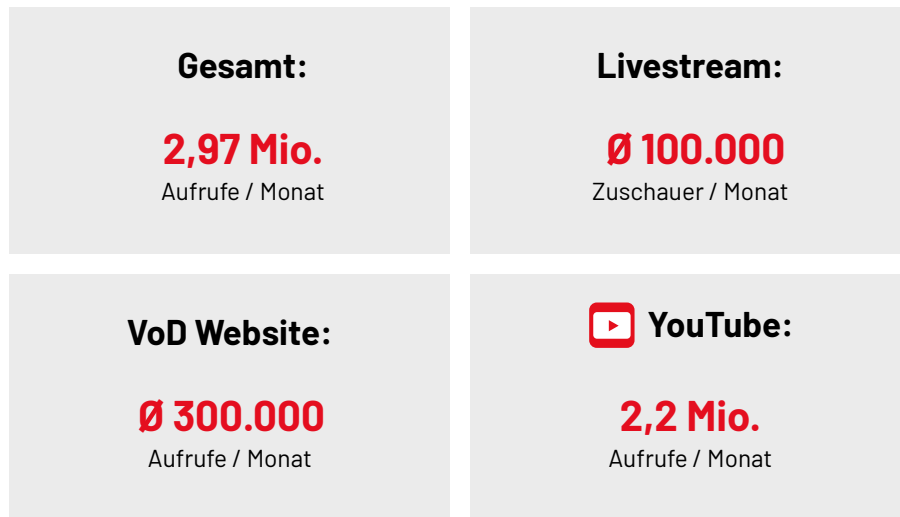 Gesamt:
2,97 Mio.
Aufrufe / Monat
Livestream:
Ø 100.000
Zuschauer / Monat
VoD Website:
Ø 300.000
Aufrufe / Monat
YouTube:
2,2 Mio.
Aufrufe / Monat